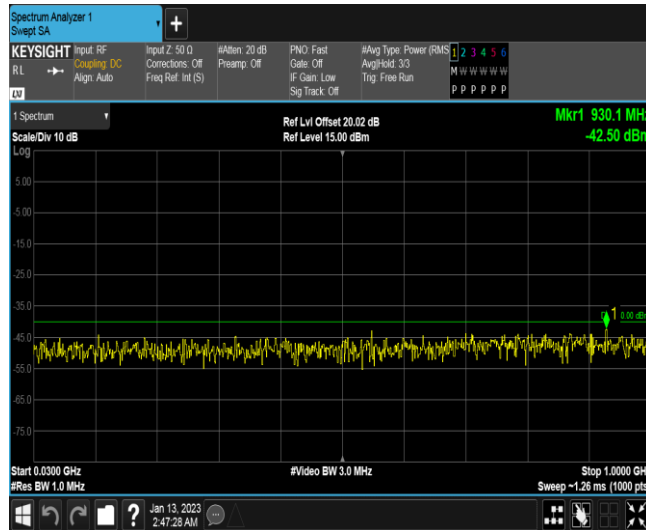 Spectrum Analyzer 1
Swept SA
KEYSIGHT
RL
LXI
Input: RF
Coupling: DC
Align: Auto
Input Z: 50 Ω
Corrections: Off
Freq Ref: Int (S)
#Atten: 20 dB
Preamp: Off
PNO: Fast
Gate: Off
IF Gain: Low
Sig Track: Off
#Avg Type: Power (RMS
Avg|Hold: 3/3
Trig: Free Run
1 2 3 4 5 6
M W W W W W
P P P P P P
1 Spectrum
Scale/Div 10 dB
Log
Ref Lvl Offset 20.02 dB
Ref Level 15.00 dBm
Mkr1 930.1 MHz
-42.50 dBm
5.00
-5.00
-15.0
-25.0
-35.0
1
0.00 dBm
-45.0
-55.0
-65.0
-75.0
Start 0.0300 GHz
#Res BW 1.0 MHz
#Video BW 3.0 MHz
Stop 1.0000 GH
Sweep ~1.26 ms (1000 pts
?
Jan 13, 2023
2:47:28 AM